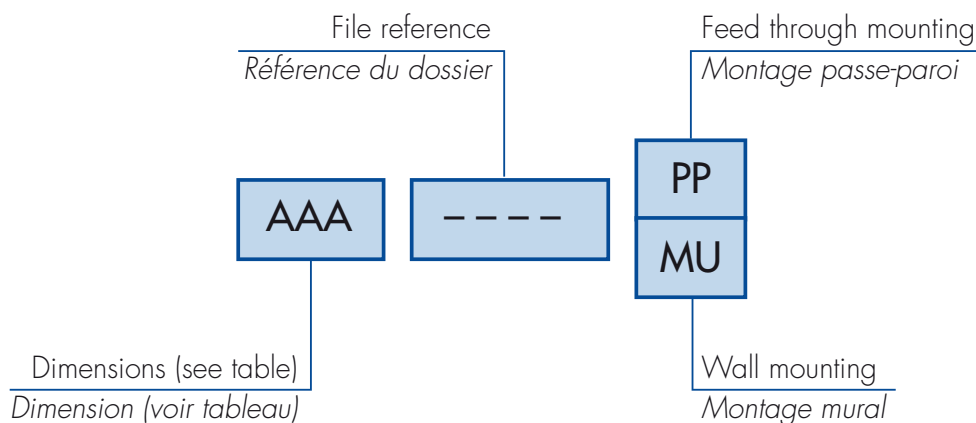 File reference
Référence du dossier
Feed through mounting
Montage passe-paroi
AAA
– – – –
PP
MU
Dimensions (see table)
Dimension (voir tableau)
Wall mounting
Montage mural